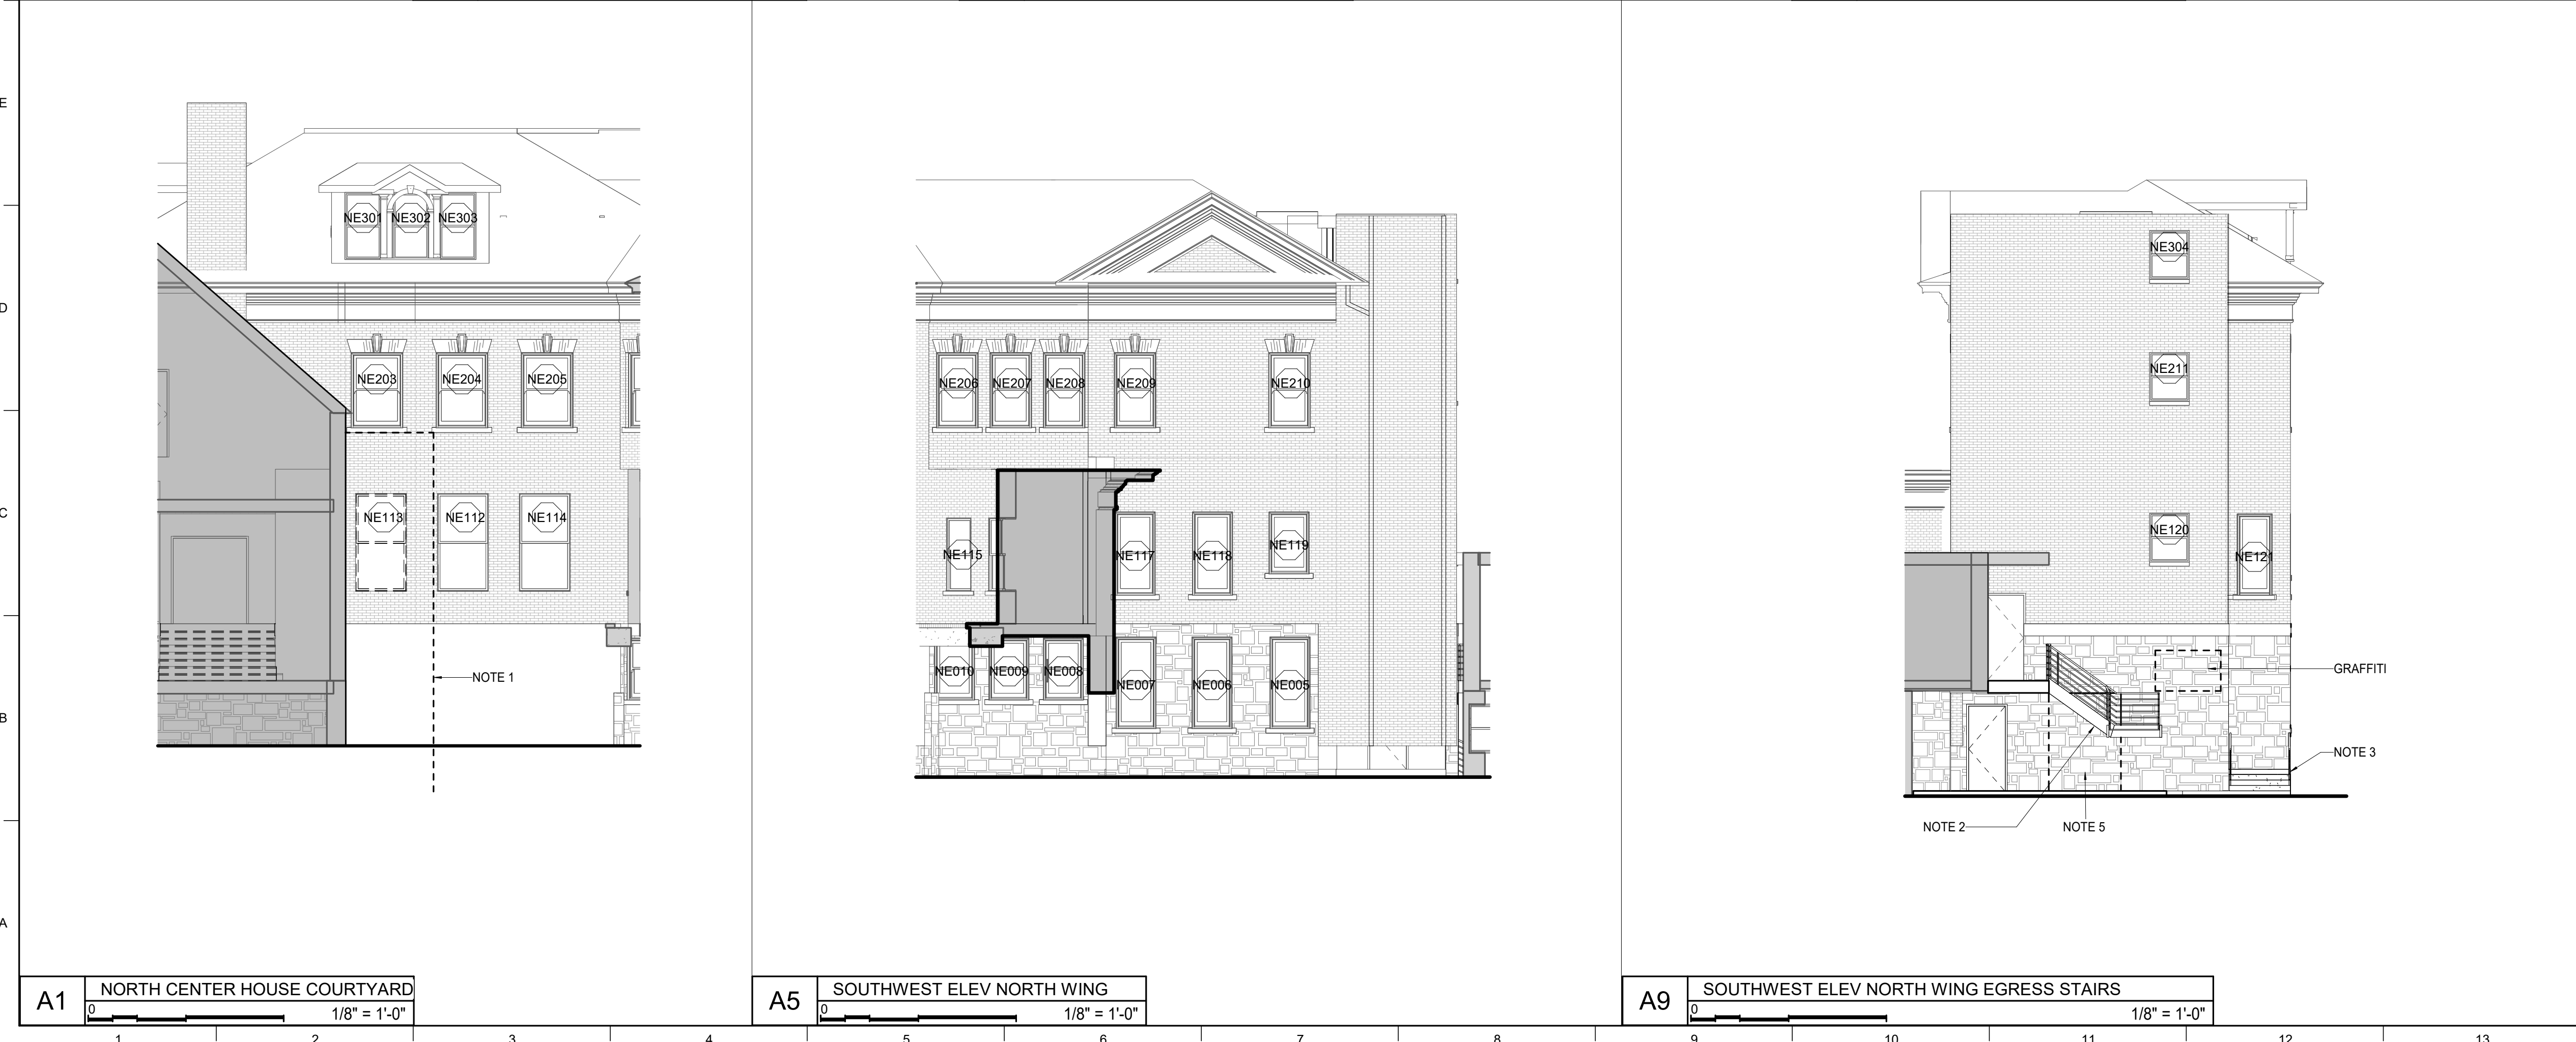 E
D
C
B
A
NE301 NE302 NE303
NE203 NE204 NE205
NE113 NE112 NE114
NOTE 1
A1
NORTH CENTER HOUSE COURTYARD
0
1/8" = 1'-0"
NE206 NE207 NE208 NE209 NE210
NE115 NE117 NE118 NE119
NE010 NE009 NE008 NE007 NE006 NE005
A5
SOUTHWEST ELEV NORTH WING
0
1/8" = 1'-0"
NE304
NE211
NE120
NE121
GRAFFITI
NOTE 3
NOTE 2
NOTE 5
A9
SOUTHWEST ELEV NORTH WING EGRESS STAIRS
0
1/8" = 1'-0"
1 2 3 4 5 6 7 8 9 10 11 12 13